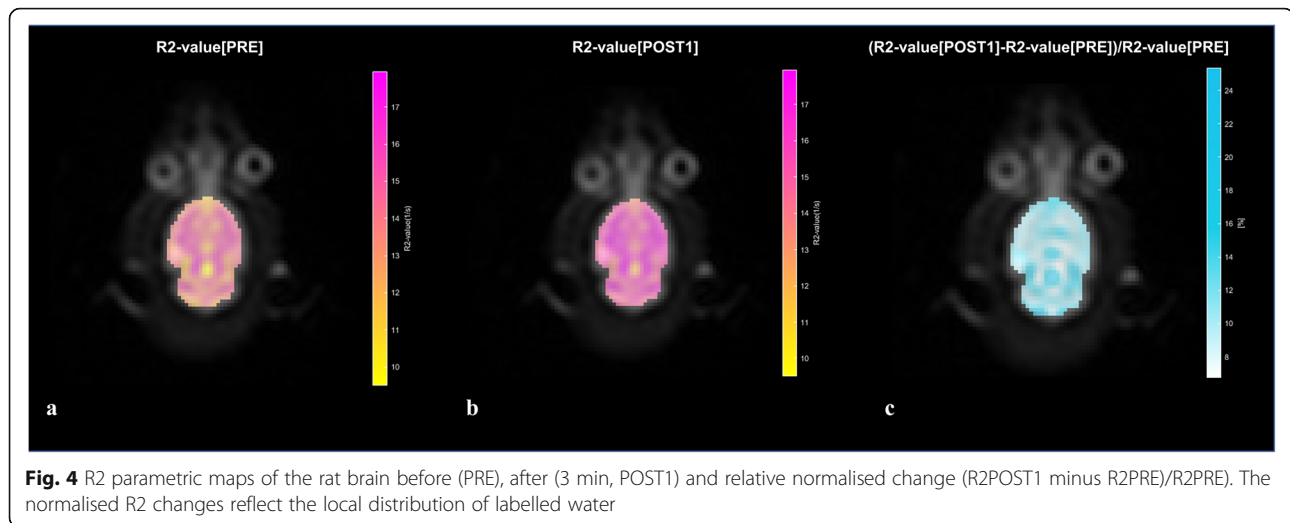 R2-value[PRE]
R2-value[POST1]
(R2-value[POST1]-R2-value[PRE])/R2-value[PRE]
17
16
15
14
13
12
11
10
R2-value(1/s)
17
16
15
14
13
12
11
10
R2-value(1/s)
24
22
20
18
16
14
12
10
8
[%]
a
b
c
Fig. 4 R2 parametric maps of the rat brain before (PRE), after (3 min, POST1) and relative normalised change (R2POST1 minus R2PRE)/R2PRE). The
normalised R2 changes reflect the local distribution of labelled water